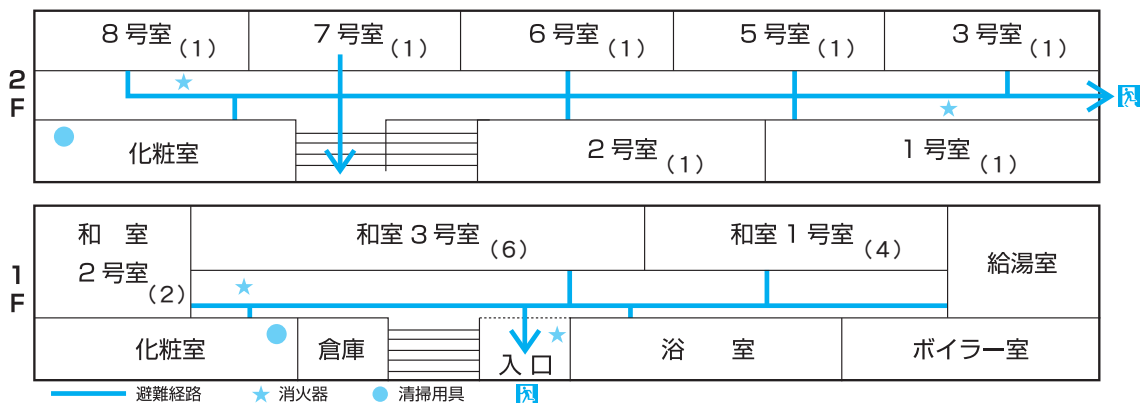 2F
8号室(1)
7号室(1)
6号室(1)
5号室(1)
3号室(1)
化粧室
2号室(1)
1号室(1)
1F
和 室
2号室(2)
和室3号室(6)
和室1号室(4)
給湯室
化粧室
倉庫
入口
浴 室
ボイラー室
避難経路
消火器
清掃用具